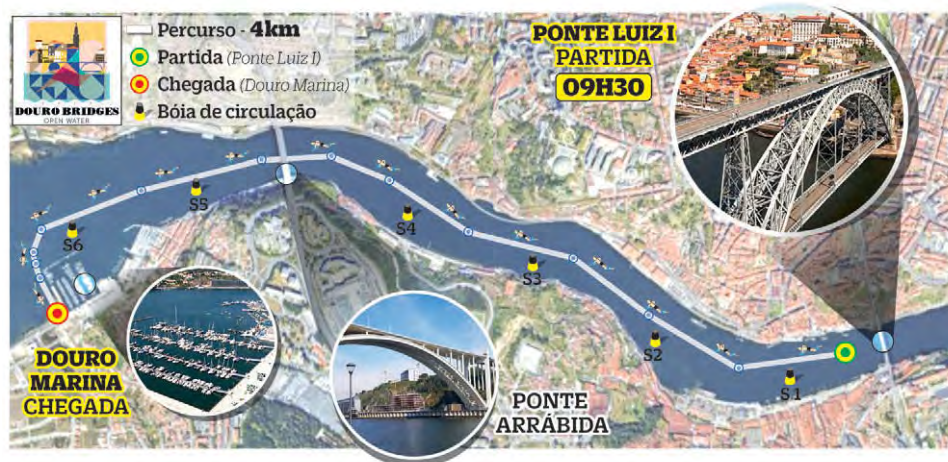 DOURO BRIDGES
OPEN WATER
Percurso - 4km
Partida (Ponte Luiz I)
Chegada (Douro Marina)
Bóia de circulação
PONTE LUIZ I
PARTIDA
09H30
S6
S5
S4
S3
S2
S1
DOURO
MARINA
CHEGADA
PONTE
ARRÁBIDA